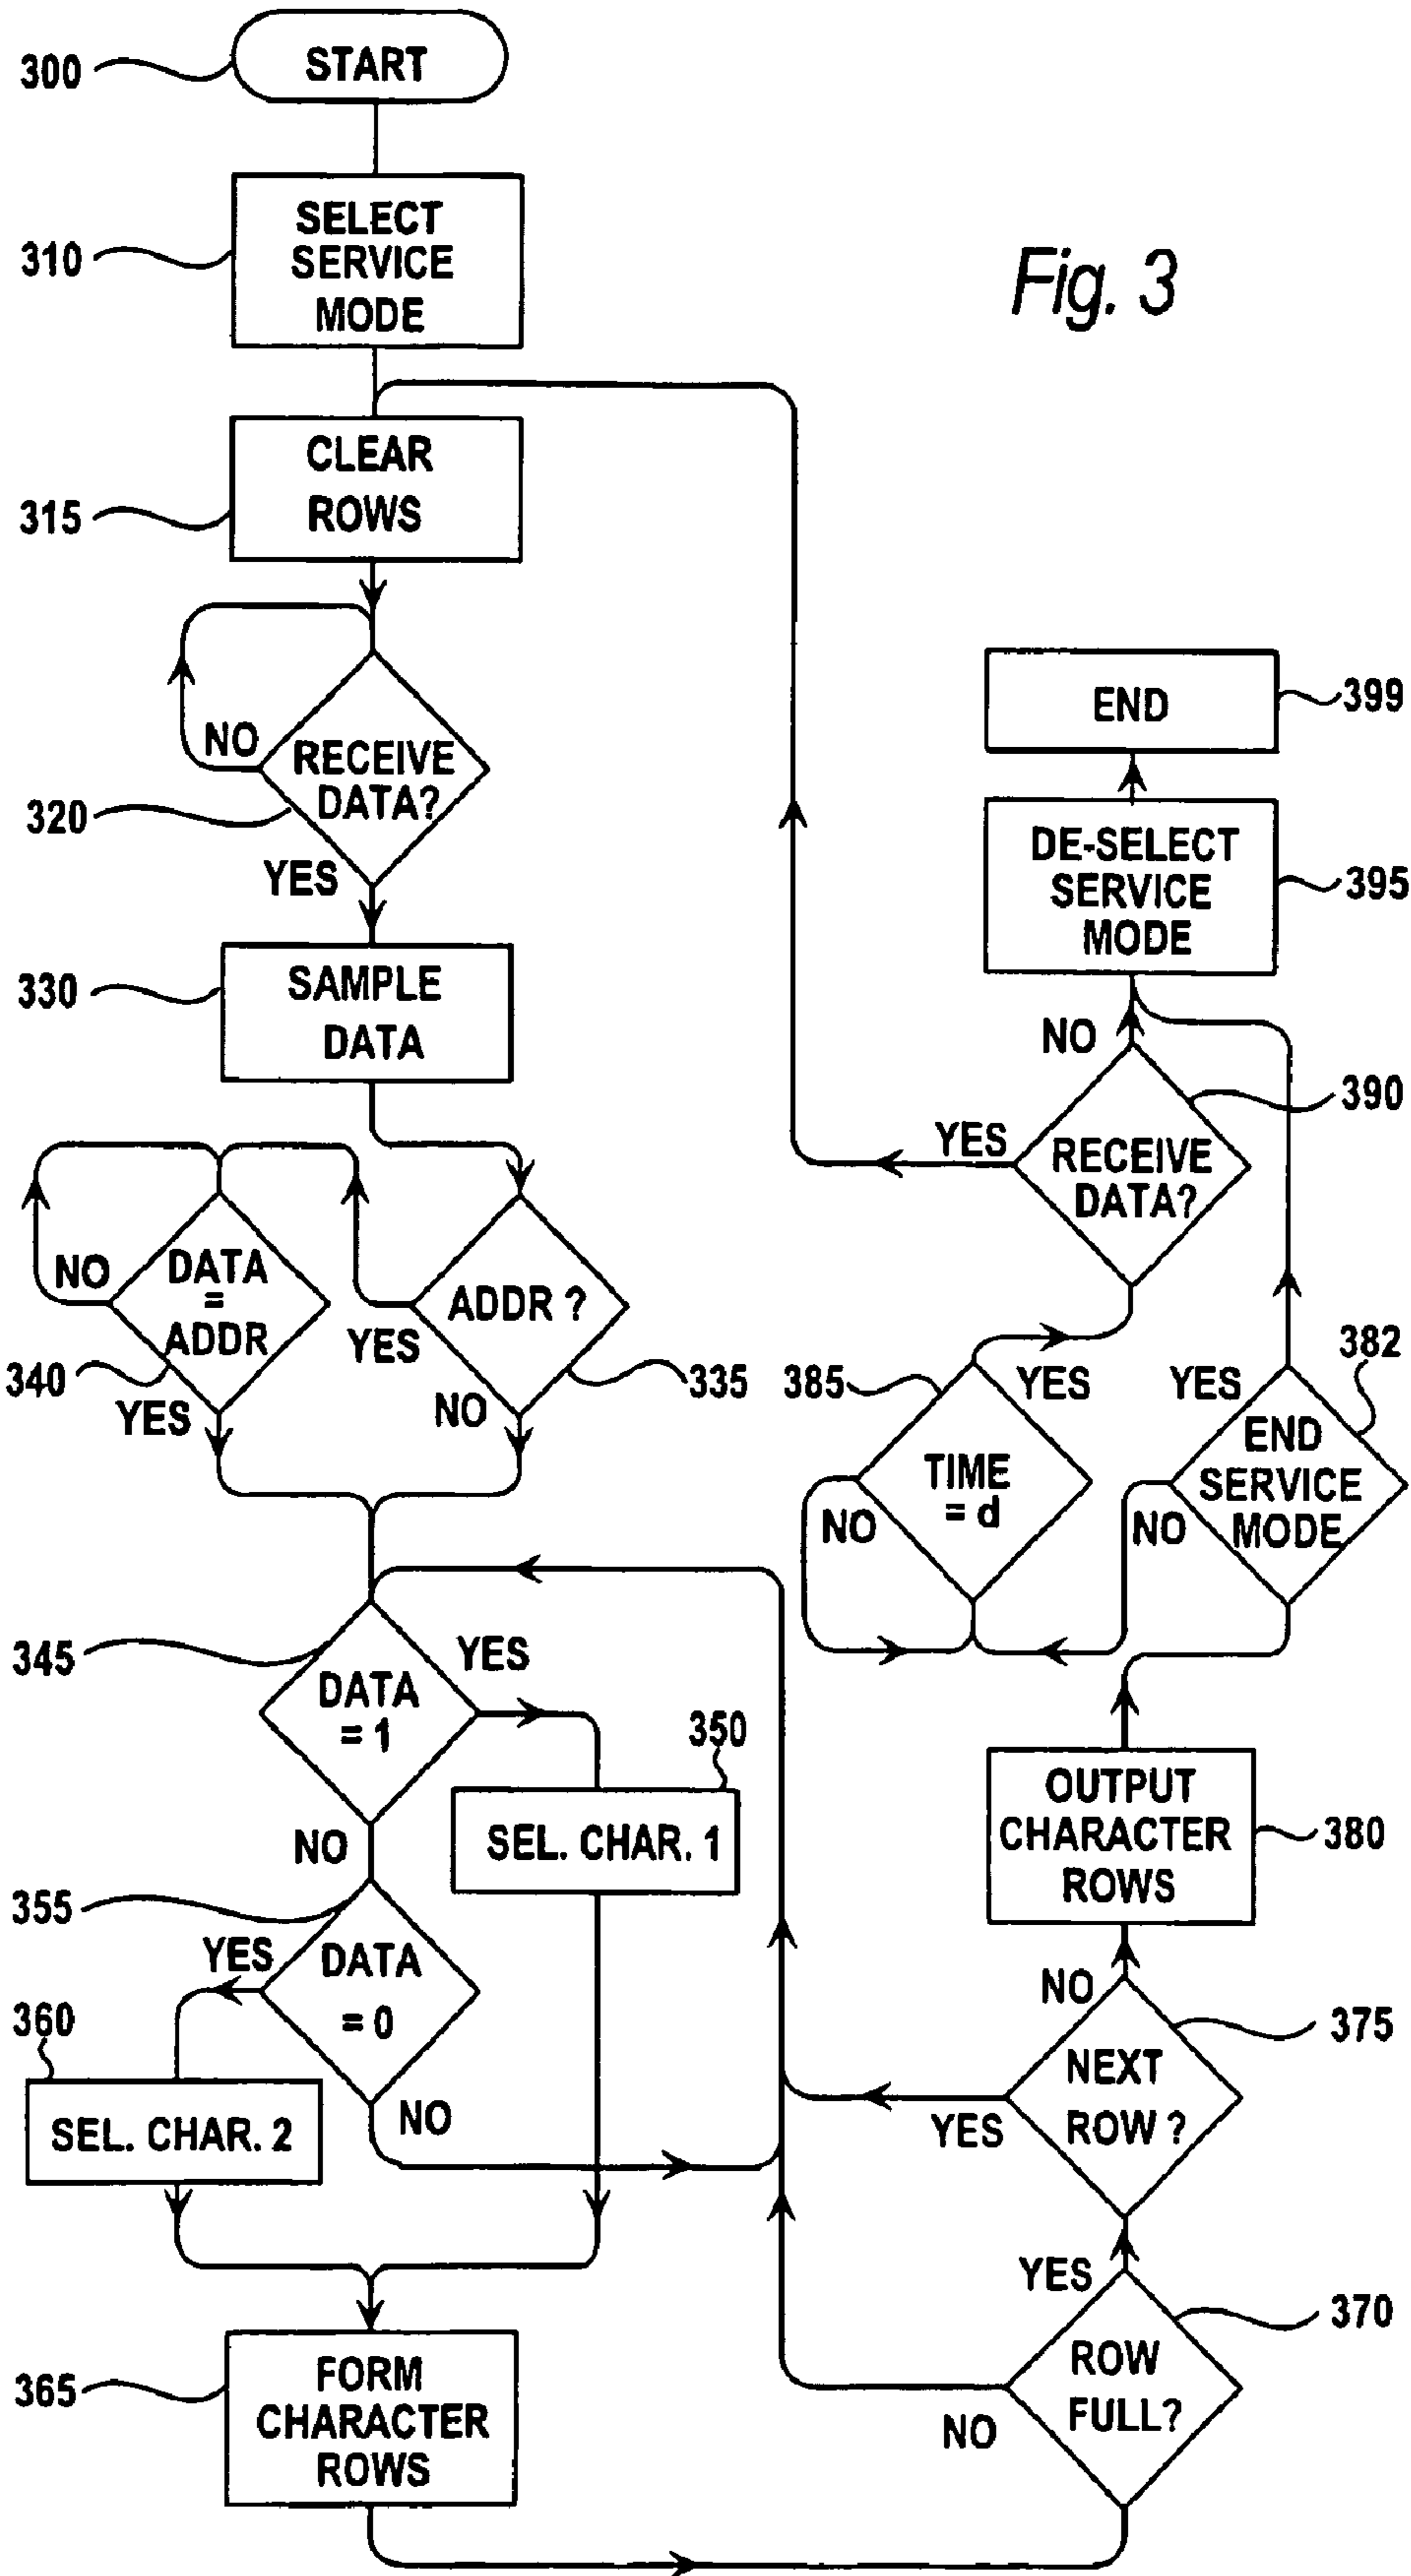 300
START
310
SELECT
SERVICE
MODE
Fig. 3
315
CLEAR
ROWS
320
NO
RECEIVE
DATA?
YES
330
SAMPLE
DATA
340
NO
DATA
=
ADDR
YES
335
ADDR ?
YES
NO
345
DATA
= 1
YES
NO
350
SEL. CHAR. 1
355
YES
DATA
= 0
NO
360
SEL. CHAR. 2
365
FORM
CHARACTER
ROWS
END
399
DE-SELECT
SERVICE
MODE
395
NO
390
YES
RECEIVE
DATA?
385
YES
TIME
= d
NO
382
YES
END
SERVICE
MODE
NO
OUTPUT
CHARACTER
ROWS
380
NO
375
NEXT
ROW ?
YES
YES
370
ROW
FULL?
NO